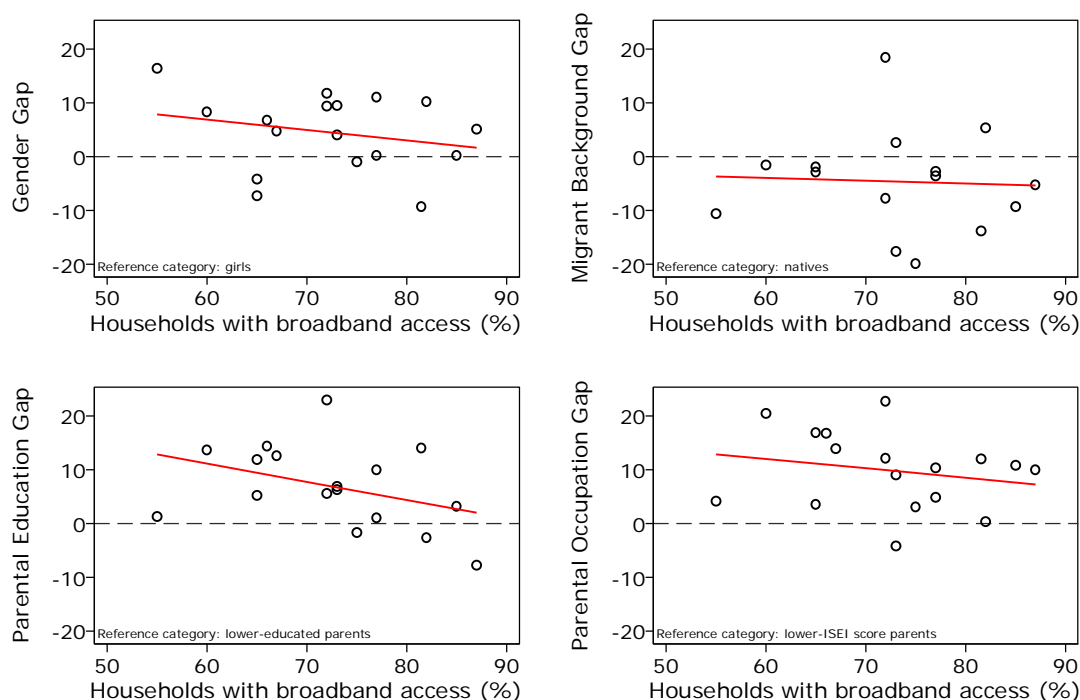 Gender Gap
20
10
0
-10
-20
Reference category: girls
50 60 70 80 90
Households with broadband access (%)
Migrant Background Gap
20
10
0
-10
-20
Reference category: natives
50 60 70 80 90
Households with broadband access (%)
Parental Education Gap
20
10
0
-10
-20
Reference category: lower-educated parents
50 60 70 80 90
Households with broadband access (%)
Parental Occupation Gap
20
10
0
-10
-20
Reference category: lower-ISEI score parents
50 60 70 80 90
Households with broadband access (%)